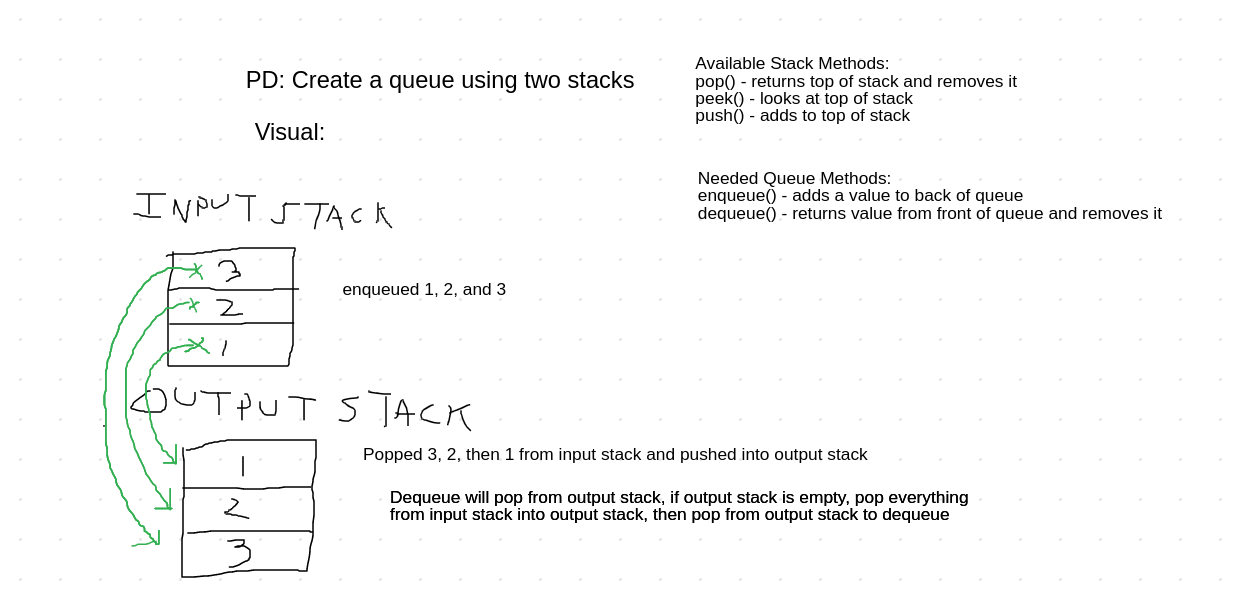 PD: Create a queue using two stacks
Visual:
Available Stack Methods:
pop() - returns top of stack and removes it
peek() - looks at top of stack
push() - adds to top of stack
Needed Queue Methods:
enqueue() - adds a value to back of queue
dequeue() - returns value from front of queue and removes it
INPUT STACK
3
2
1
enqueued 1, 2, and 3
OUTPUT STACK
1
2
3
Popped 3, 2, then 1 from input stack and pushed into output stack
Dequeue will pop from output stack, if output stack is empty, pop everything
from input stack into output stack, then pop from output stack to dequeue